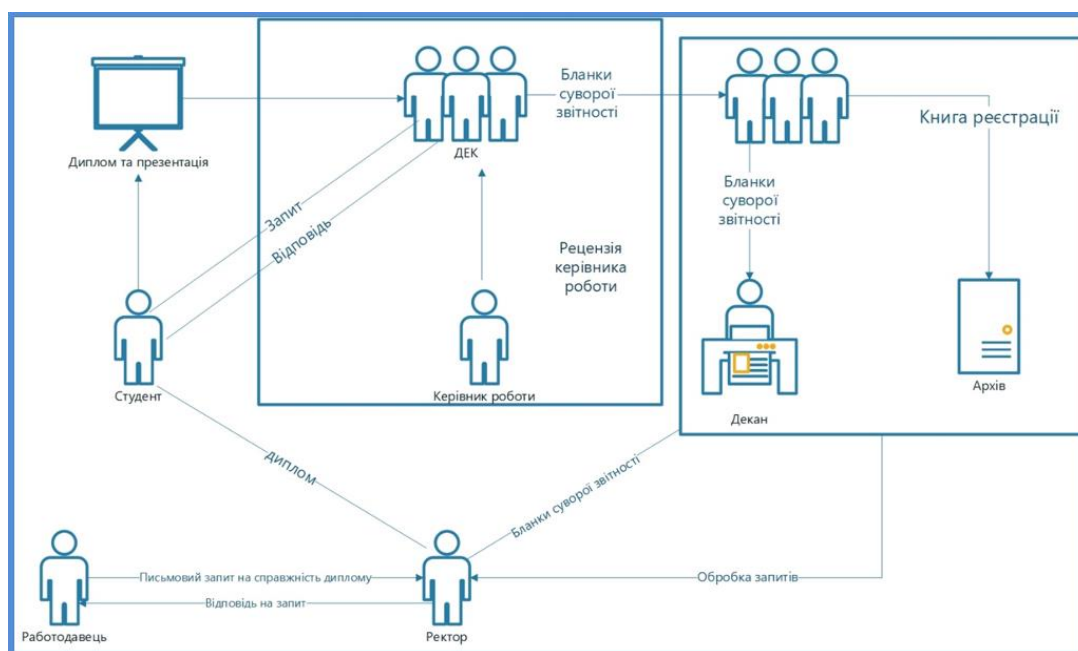 Диплом та презентація
ДЕК
Бланки
суворої
звітності
Книга реєстрації
Запит
Відповідь
Бланки
суворої
звітності
Рецензія
керівника
роботи
Студент
Керівник роботи
Декан
Архів
диплом
Бланки суворої звітності
Письмовий запит на справжність диплому
Обробка запитів
Відповідь на запит
Работодавець
Ректор